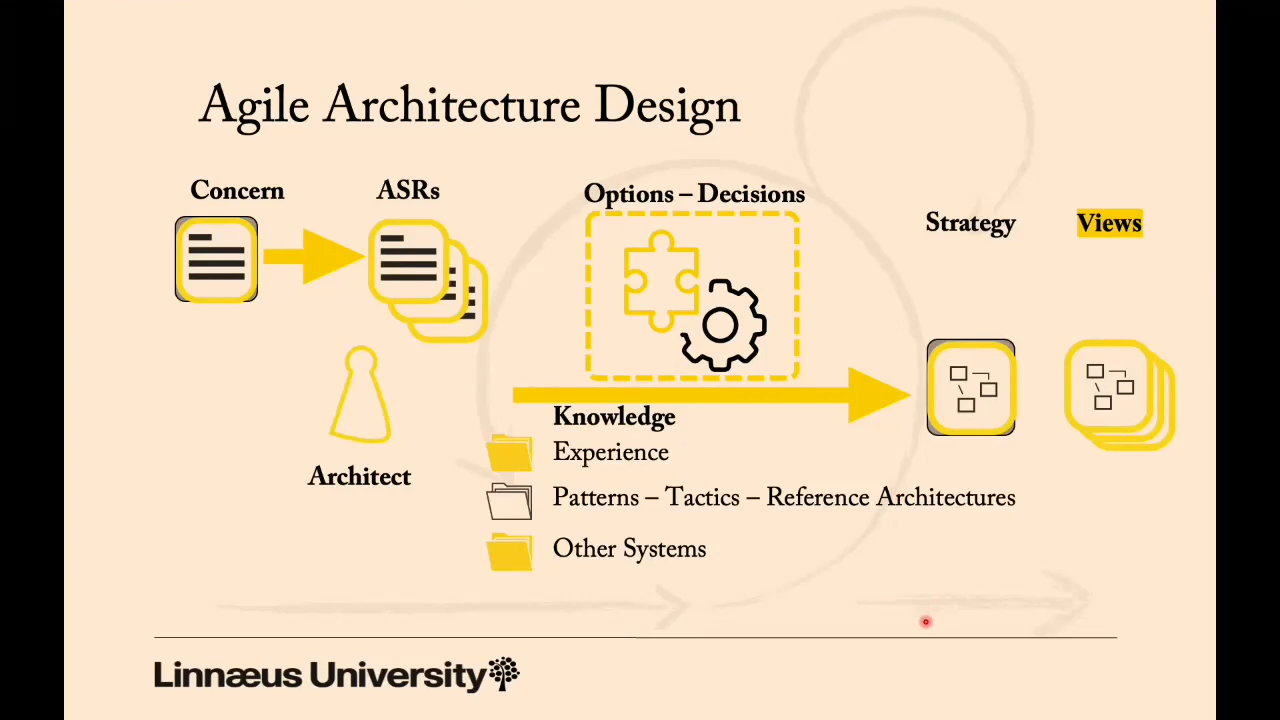 Agile Architecture Design
Concern
ASRs
Options – Decisions
Strategy
Views
Knowledge
Experience
Architect
Patterns – Tactics – Reference Architectures
Other Systems
Linnæus University